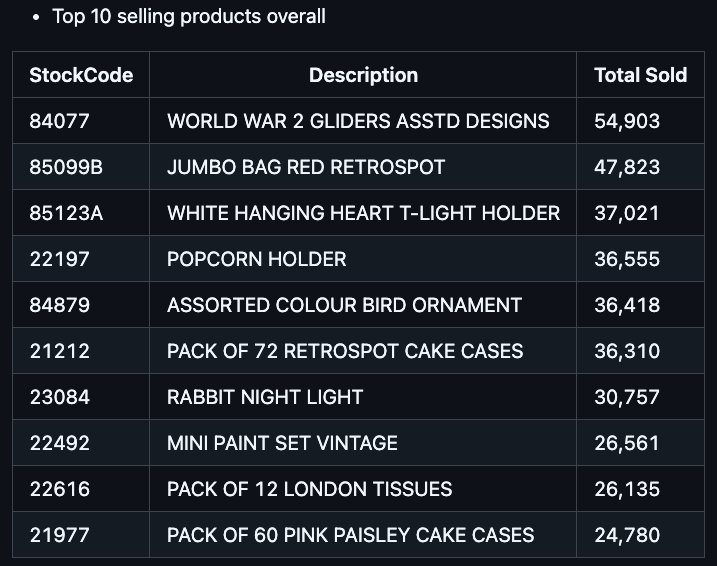 • Top 10 selling products overall
StockCode Description Total Sold
84077 WORLD WAR 2 GLIDERS ASSTD DESIGNS 54,903
85099B JUMBO BAG RED RETROSPOT 47,823
85123A WHITE HANGING HEART T-LIGHT HOLDER 37,021
22197 POPCORN HOLDER 36,555
84879 ASSORTED COLOUR BIRD ORNAMENT 36,418
21212 PACK OF 72 RETROSPOT CAKE CASES 36,310
23084 RABBIT NIGHT LIGHT 30,757
22492 MINI PAINT SET VINTAGE 26,561
22616 PACK OF 12 LONDON TISSUES 26,135
21977 PACK OF 60 PINK PAISLEY CAKE CASES 24,780